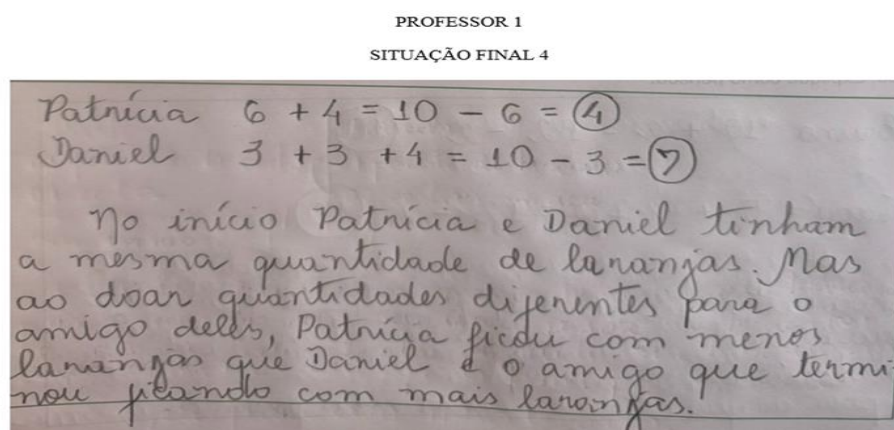 PROFESSOR 1
SITUAÇÃO FINAL 4
Patrícia 6 + 4 = 10 - 6 = 4
Daniel 3 + 3 + 4 = 10 - 3 = 7
No início Patrícia e Daniel tinham
a mesma quantidade de laranjas. Mas
ao doar quantidades diferentes para o
amigo deles, Patrícia ficou com menos
laranjas que Daniel e o amigo que termi
nou ficando com mais laranjas.